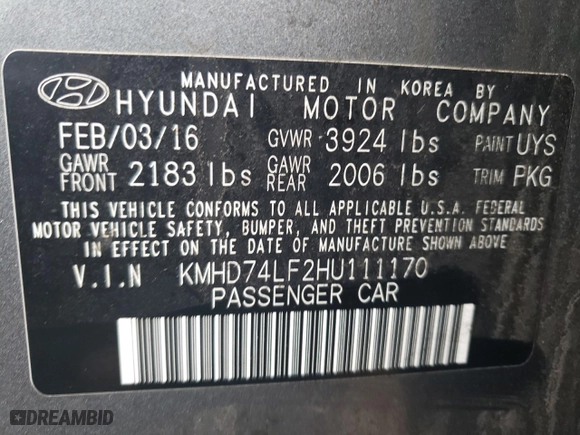 MANUFACTURED IN KOREA BY
HYUNDAI MOTOR COMPANY
FEB/03/16 GVWR 3924 lbs PAINT UYS
GAWR FRONT 2183 lbs GAWR REAR 2006 lbs TRIM PKG
THIS VEHICLE CONFORMS TO ALL APPLICABLE U.S.A. FEDERAL
MOTOR VEHICLE SAFETY, BUMPER, AND THEFT PREVENTION STANDARDS
IN EFFECT ON THE DATE OF MANUFACTURE SHOWN ABOVE.
V.I.N KMHD74LF2HU111170
PASSENGER CAR
DREAMBID